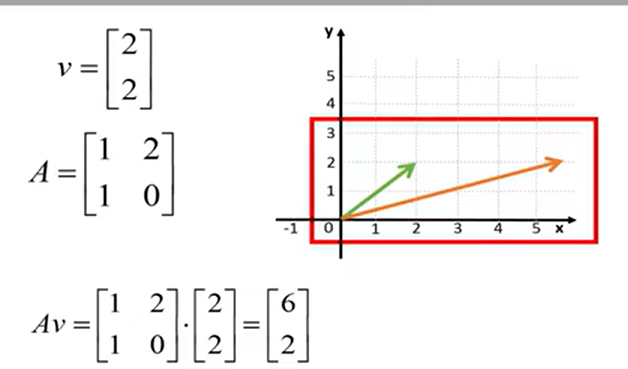 v = [2
2]
A = [1 2
1 0]
Av = [1 2
1 0] · [2
2] = [6
2]
y
5
4
3
2
1
-1 0 1 2 3 4 5 x